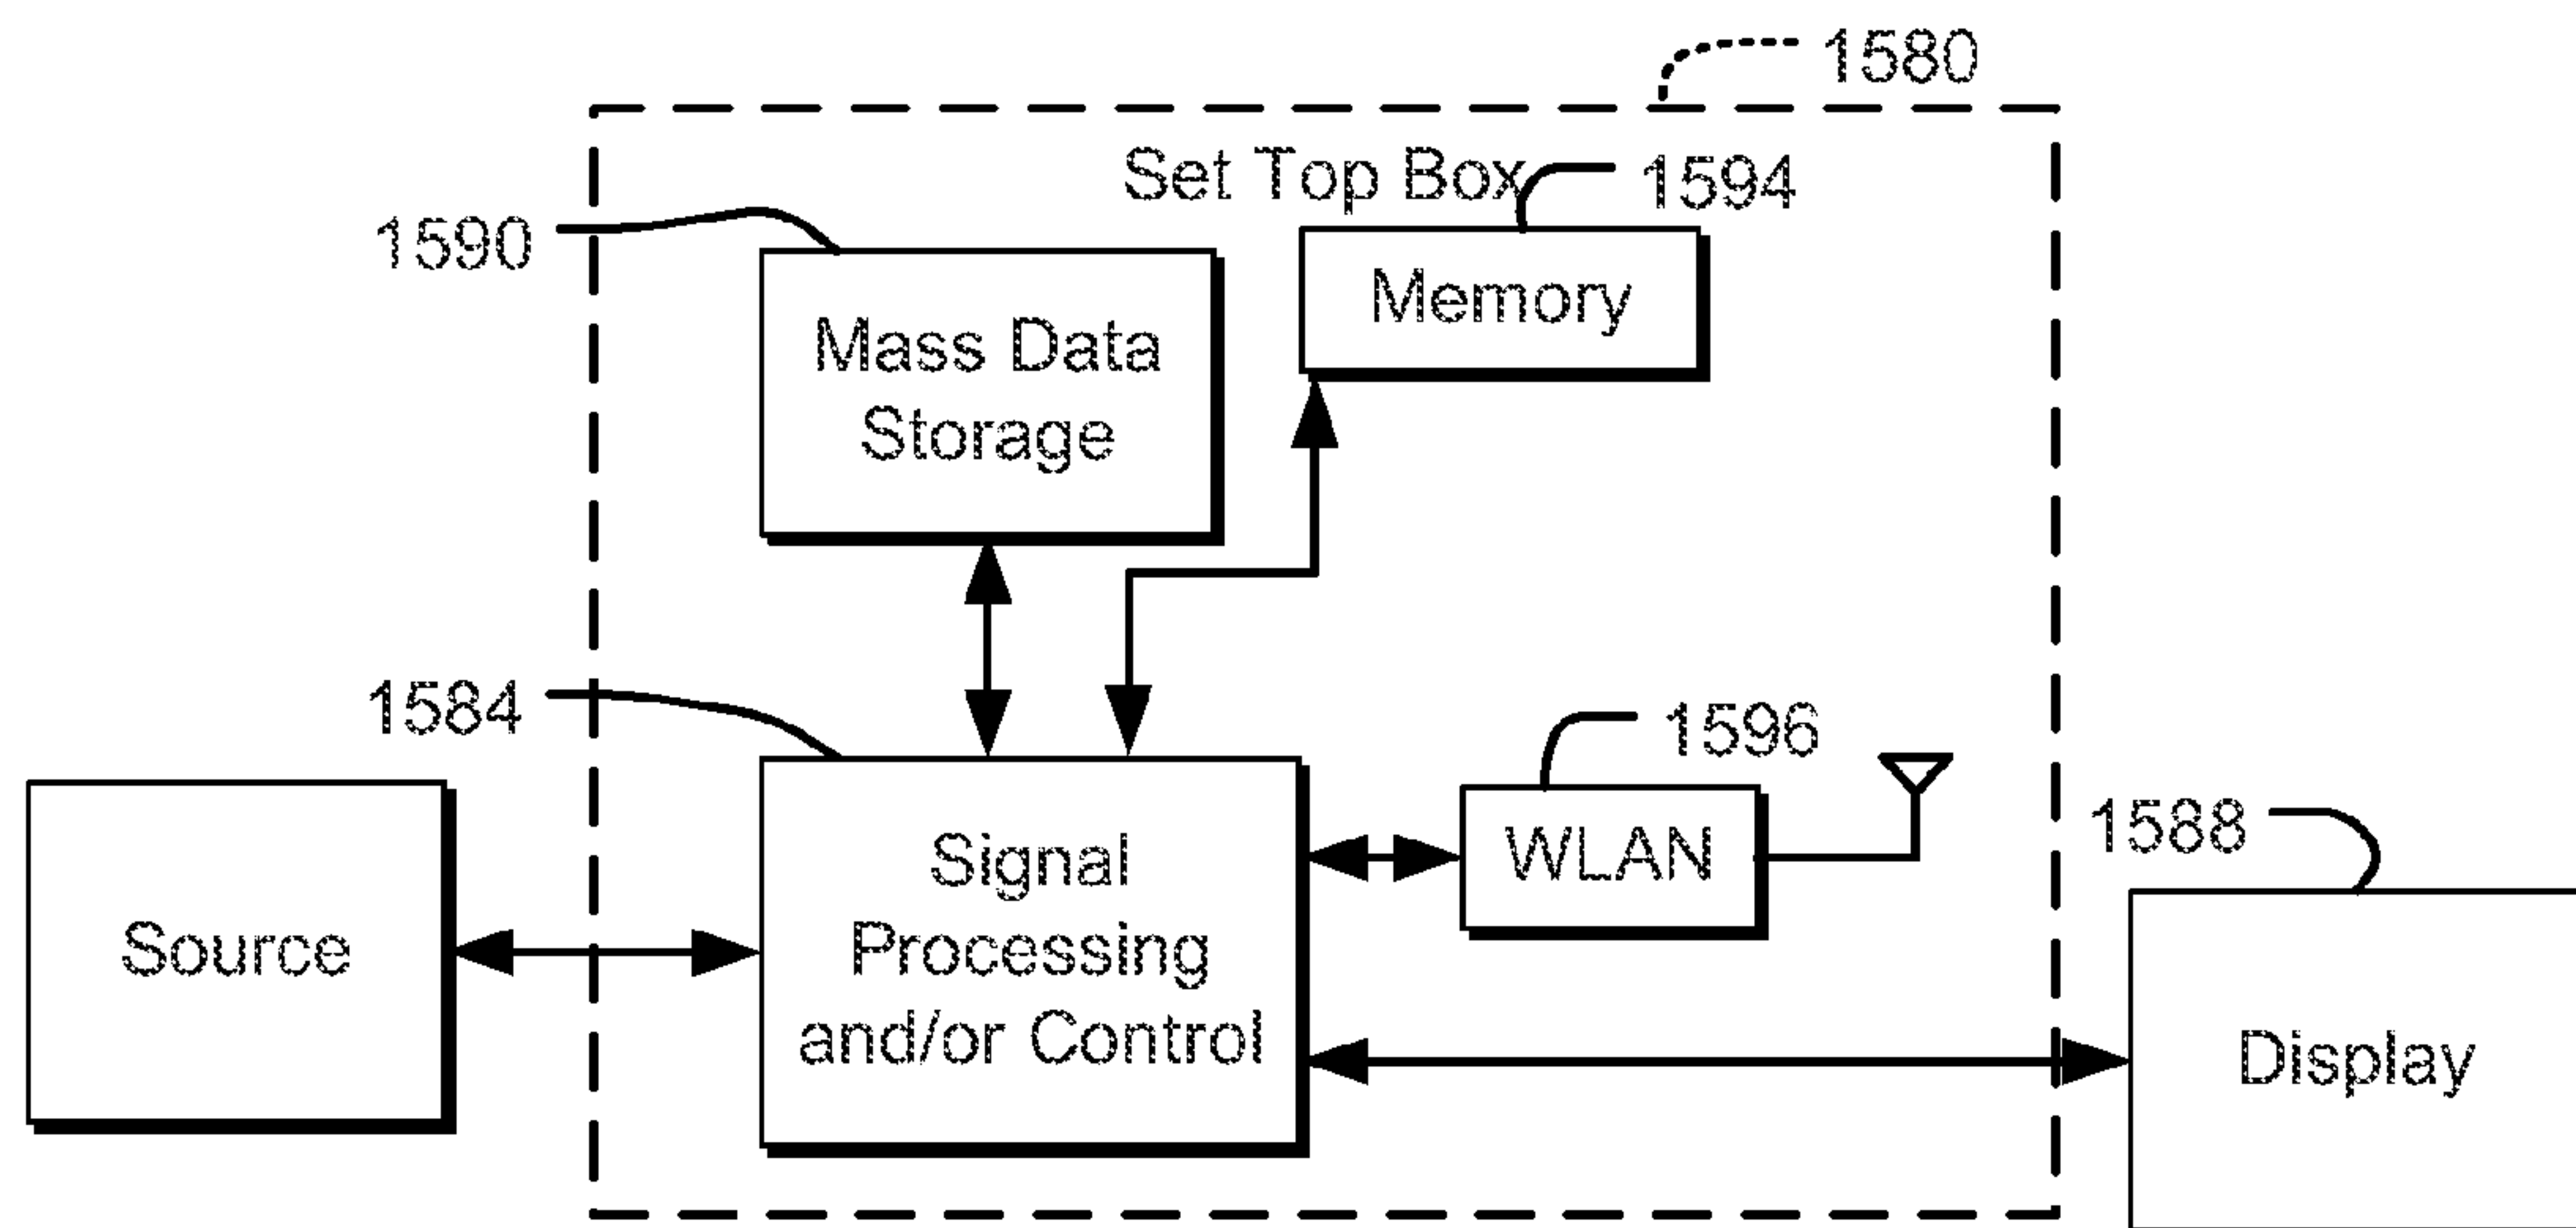 1580
Set Top Box
1594
1590
Memory
Mass Data
Storage
1584
1596
1588
Signal
Processing
and/or Control
WLAN
Source
Display